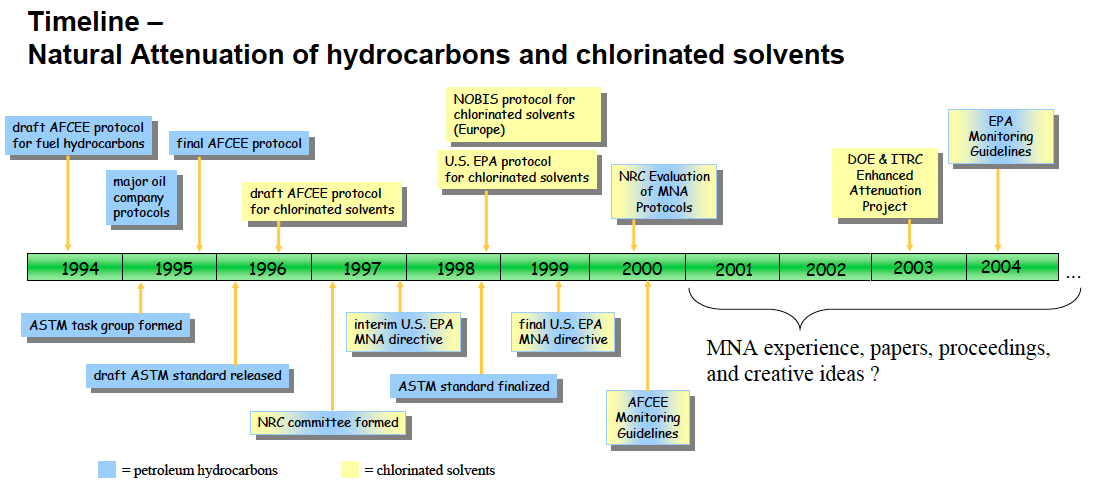 Timeline –
Natural Attenuation of hydrocarbons and chlorinated solvents
draft AFCEE protocol
for fuel hydrocarbons
major oil
company
protocols
final AFCEE protocol
draft AFCEE protocol
for chlorinated solvents
NOBIS protocol for
chlorinated solvents
(Europe)
U.S. EPA protocol
for chlorinated solvents
NRC Evaluation
of MNA
Protocols
DOE & ITRC
Enhanced
Attenuation
Project
EPA
Monitoring
Guidelines
1994 1995 1996 1997 1998 1999 2000 2001 2002 2003 2004 ...
ASTM task group formed
draft ASTM standard released
NRC committee formed
interim U.S. EPA
MNA directive
ASTM standard finalized
final U.S. EPA
MNA directive
AFCEE
Monitoring
Guidelines
MNA experience, papers, proceedings,
and creative ideas ?
= petroleum hydrocarbons
= chlorinated solvents